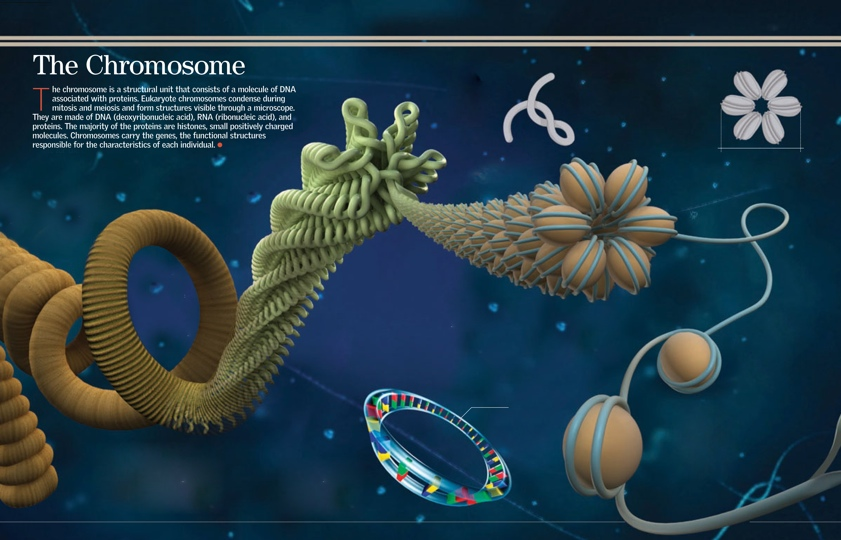 The Chromosome
The chromosome is a structural unit that consists of a molecule of DNA
associated with proteins. Eukaryote chromosomes condense during
mitosis and meiosis and form structures visible through a microscope.
They are made of DNA (deoxyribonucleic acid), RNA (ribonucleic acid), and
proteins. The majority of the proteins are histones, small positively charged
molecules. Chromosomes carry the genes, the functional structures
responsible for the characteristics of each individual.